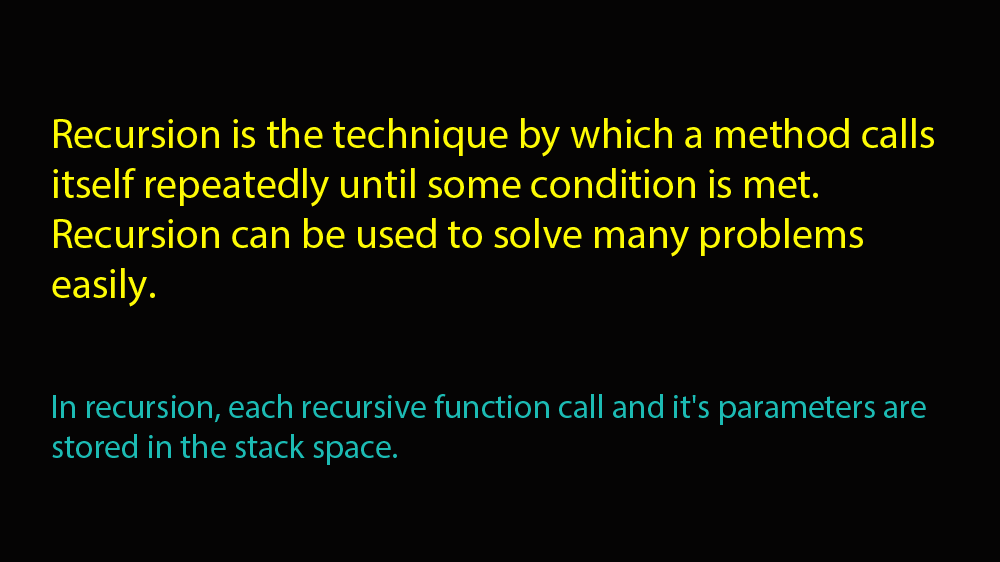 Recursion is the technique by which a method calls
itself repeatedly until some condition is met.
Recursion can be used to solve many problems
easily.
In recursion, each recursive function call and it's parameters are
stored in the stack space.